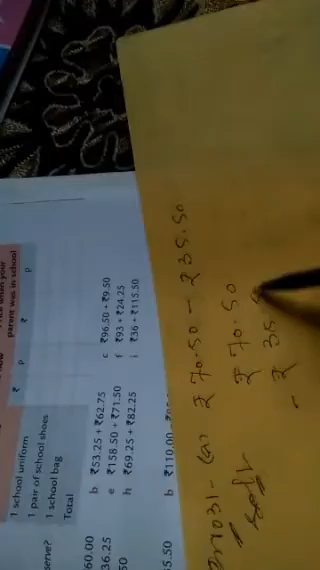 parent was in school
₹ P ₹ P
1 school uniform
1 pair of school shoes
1 school bag
Total
serve?
60.00 b ₹53.25 + ₹62.75 c ₹96.50 + ₹9.50
36.25 e ₹158.50 + ₹71.50 f ₹93 + ₹24.25
50 h ₹69.25 + ₹82.25 i ₹36 + ₹115.50
5.50 b ₹110.00 -
₹ 70.50 - ₹ 35.50
₹ 70.50
- ₹ 35.